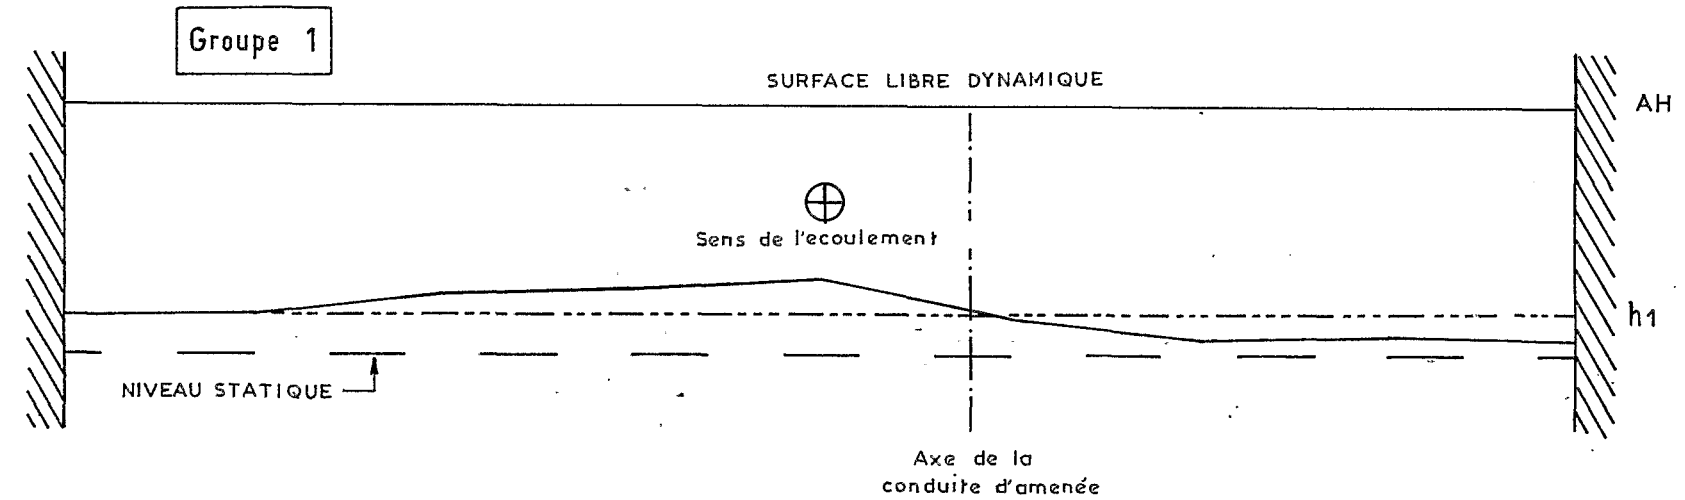 Groupe 1
SURFACE LIBRE DYNAMIQUE
AH
Sens de l'ecoulement
h1
NIVEAU STATIQUE
Axe de la
conduite d'amenée